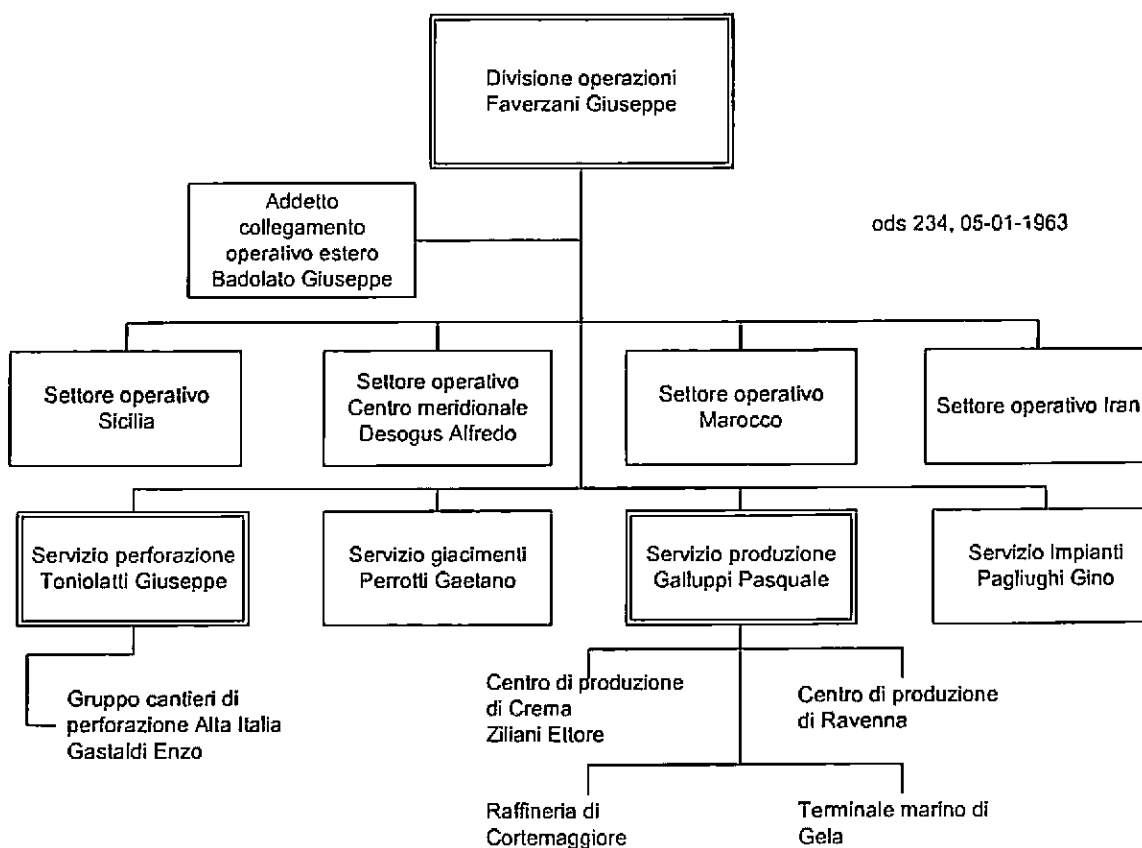 Divisione operazioni
Faverzani Giuseppe
Addetto
collegamento
operativo estero
Badolato Giuseppe
ods 234, 05-01-1963
Settore operativo
Sicilia
Settore operativo
Centro meridionale
Desogus Alfredo
Settore operativo
Marocco
Settore operativo Iran
Servizio perforazione
Toniolatti Giuseppe
Servizio giacimenti
Perrotti Gaetano
Servizio produzione
Galluppi Pasquale
Servizio Impianti
Pagliughi Gino
Gruppo cantieri di
perforazione Alta Italia
Gastaldi Enzo
Centro di produzione
di Crema
Ziliani Ettore
Centro di produzione
di Ravenna
Raffineria di
Cortemaggiore
Terminale marino di
Gela